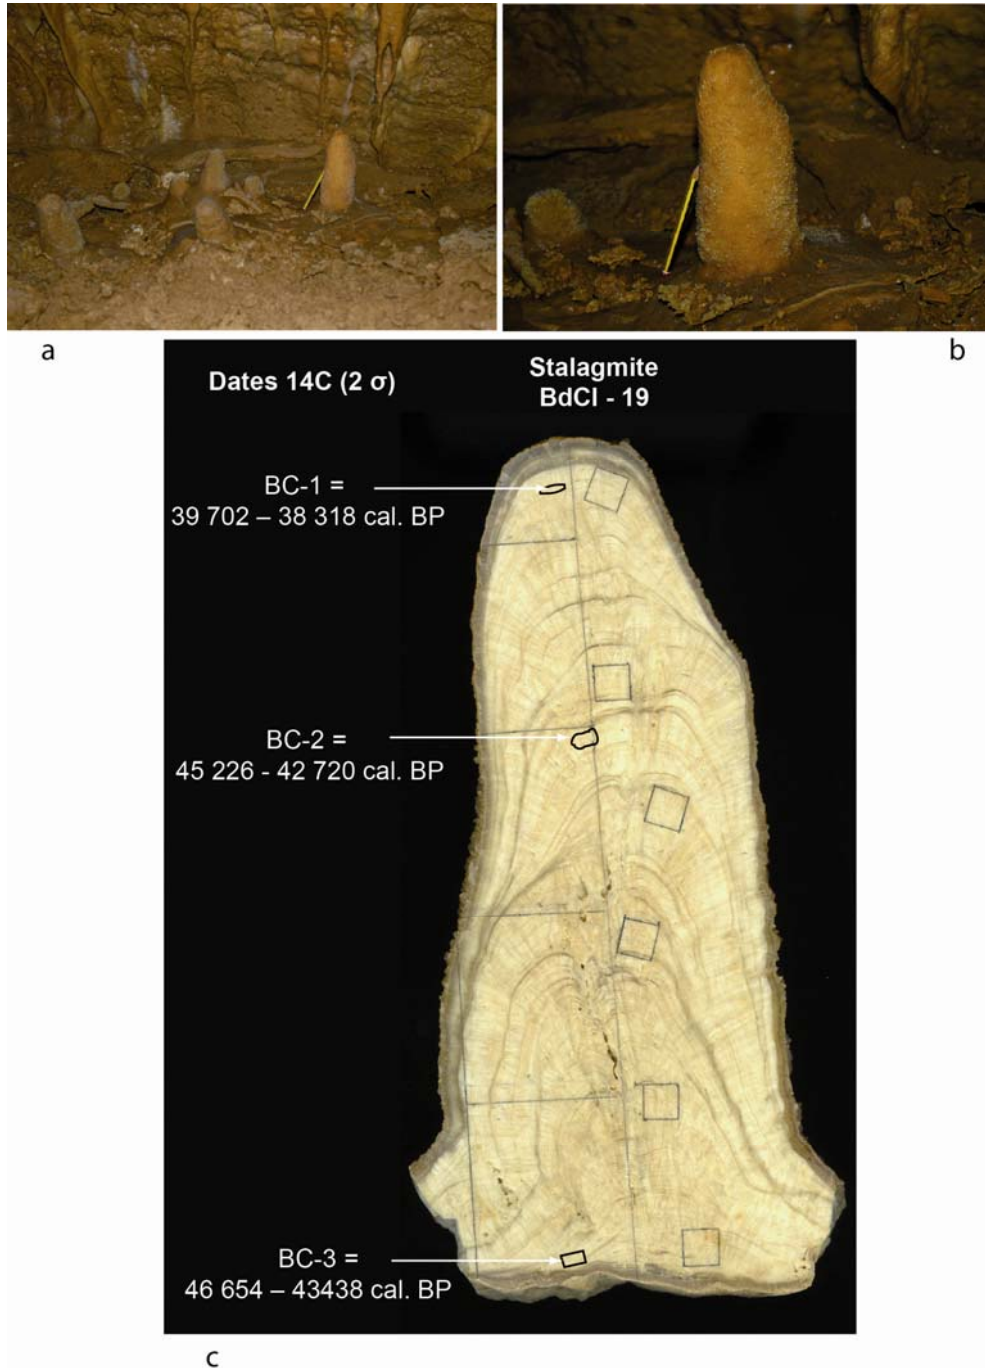 a
b
Dates 14C (2 σ)
Stalagmite
BdCl - 19
BC-1 =
39 702 – 38 318 cal. BP
BC-2 =
45 226 - 42 720 cal. BP
BC-3 =
46 654 – 43438 cal. BP
c